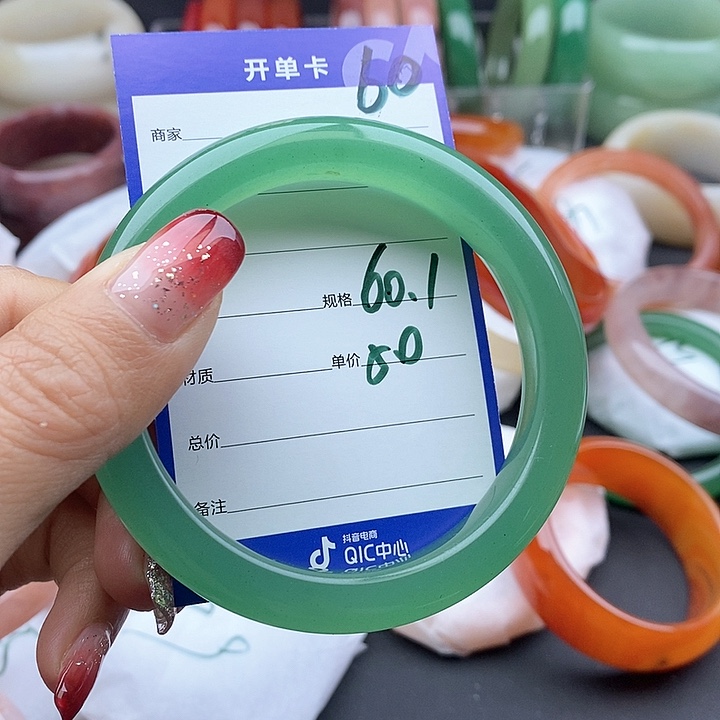 开单卡
60
商家
规格 60.1
材质 单价 80
总价
备注
抖音电商
QIC中心